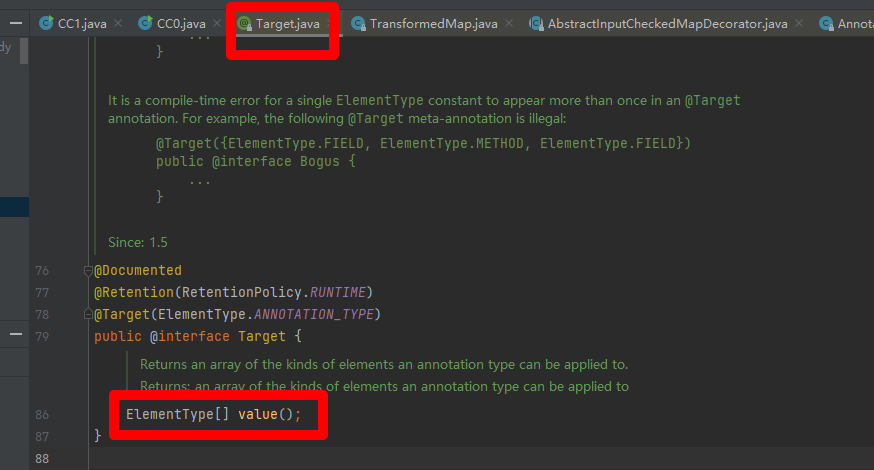 CC1.java CC0.java Target.java TransformedMap.java AbstractInputCheckedMapDecorator.java Annota
dy
...
}
It is a compile-time error for a single ElementType constant to appear more than once in an @Target
annotation. For example, the following @Target meta-annotation is illegal:
@Target({ElementType.FIELD, ElementType.METHOD, ElementType.FIELD})
public @interface Bogus {
...
}
Since: 1.5
76 @Documented
77 @Retention(RetentionPolicy.RUNTIME)
78 @Target(ElementType.ANNOTATION_TYPE)
79 public @interface Target {
Returns an array of the kinds of elements an annotation type can be applied to.
Returns: an array of the kinds of elements an annotation type can be applied to
86 ElementType[] value();
87 }
88